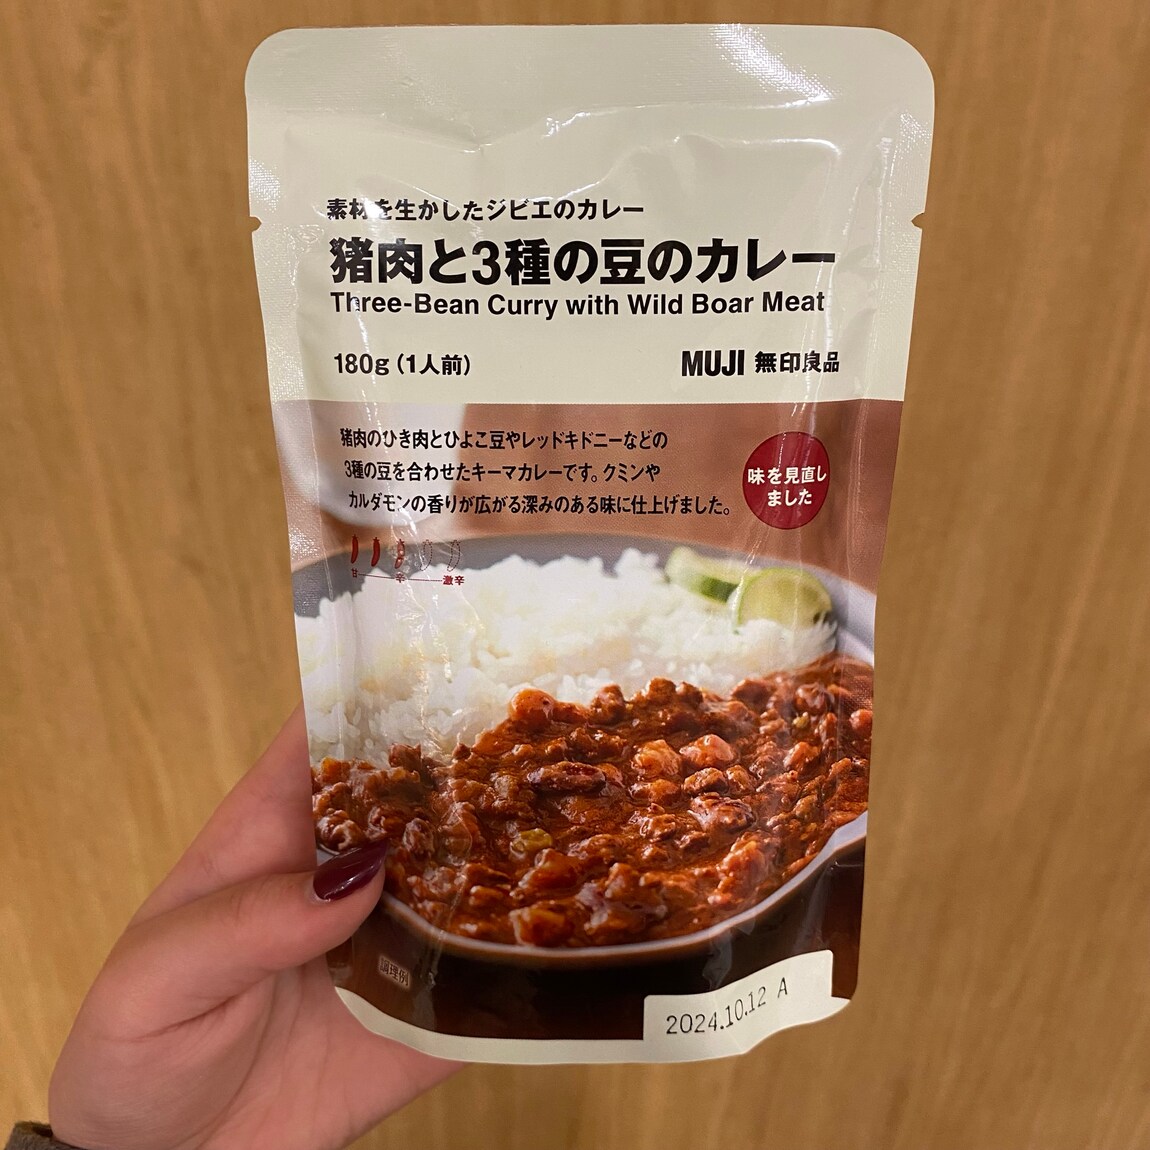 素材を生かしたジビエのカレー
猪肉と3種の豆のカレー
Three-Bean Curry with Wild Boar Meat
180g（1人前）
MUJI 無印良品
猪肉のひき肉とひよこ豆やレッドキドニーなどの
3種の豆を合わせたキーマカレーです。クミンや
カルダモンの香りが広がる深みのある味に仕上げました。
味を見直し
ました
甘 辛 激辛
調理例
2024.10.12 A